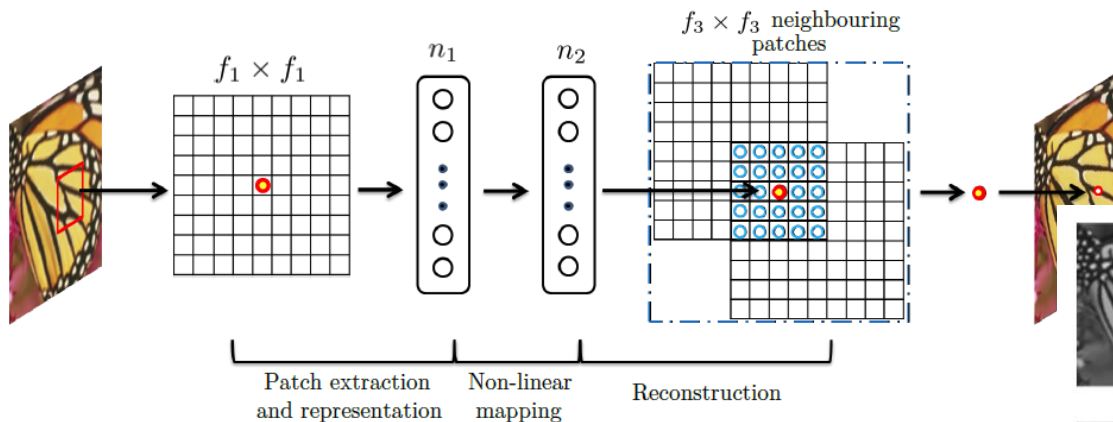 f₃ × f₃ neighbouring
patches
f₁ × f₁
n₁
n₂
Patch extraction
and representation
Non-linear
mapping
Reconstruction